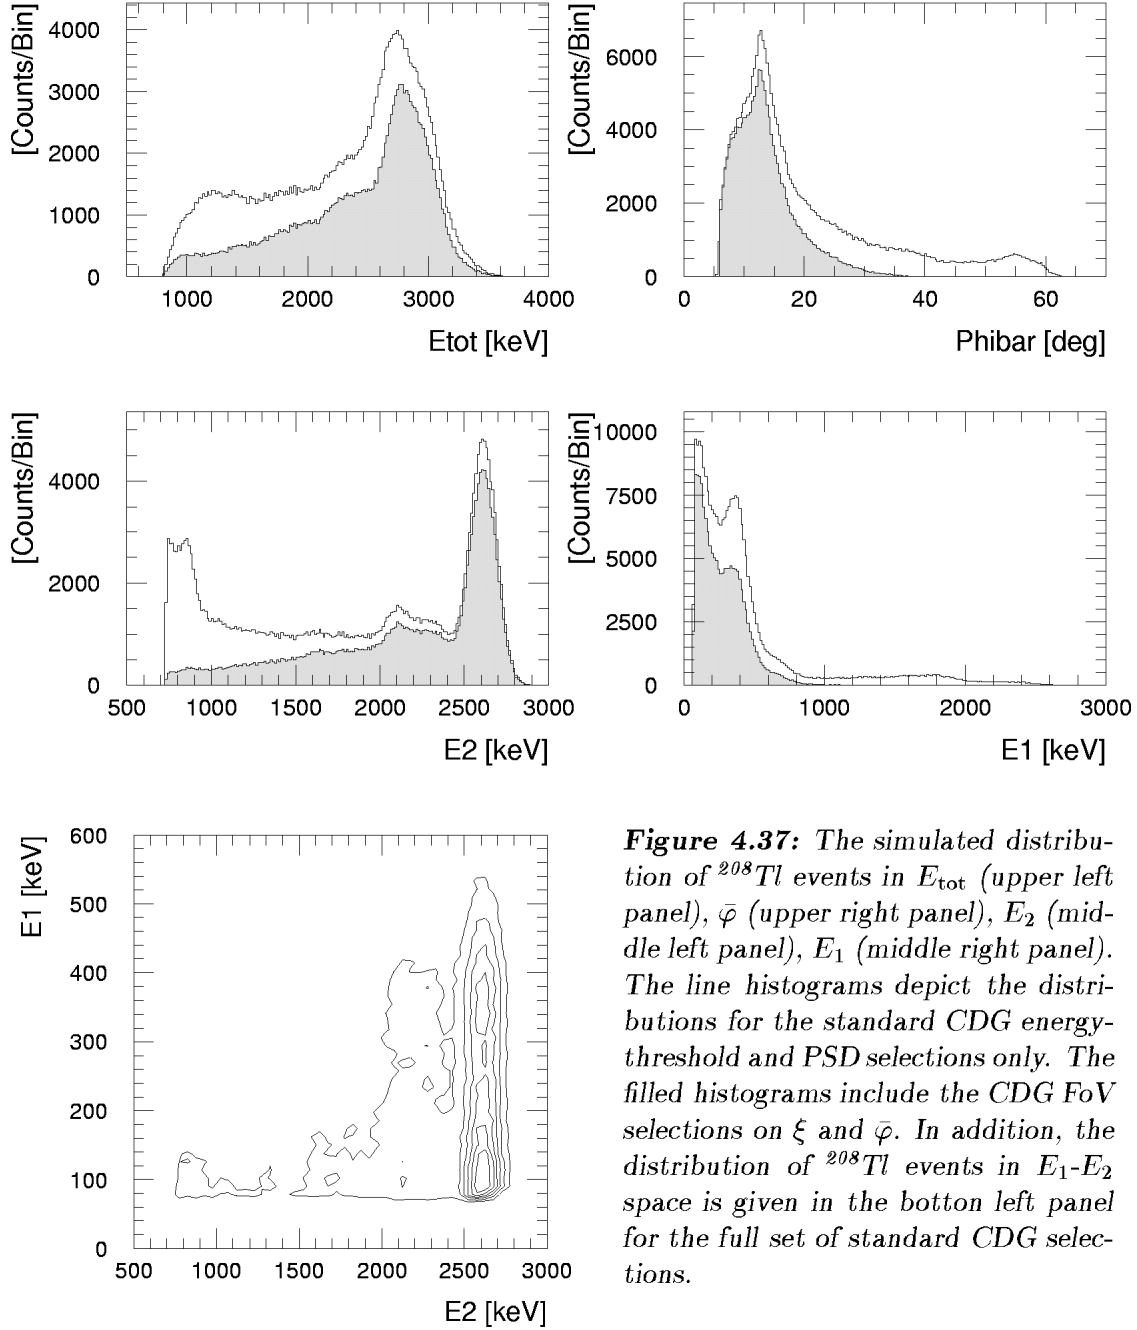 [Counts/Bin]
4000
3000
2000
1000
0
1000
2000
3000
4000
Etot [keV]
[Counts/Bin]
6000
4000
2000
0
0
20
40
60
Phibar [deg]
[Counts/Bin]
4000
2000
0
500
1000
1500
2000
2500
3000
E2 [keV]
[Counts/Bin]
10000
7500
5000
2500
0
0
1000
2000
3000
E1 [keV]
E1 [keV]
600
500
400
300
200
100
0
500
1000
1500
2000
2500
3000
E2 [keV]
Figure 4.37: The simulated distribu-
tion of ²⁰⁸Tl events in E_tot (upper left
panel), φ̄ (upper right panel), E₂ (mid-
dle left panel), E₁ (middle right panel).
The line histograms depict the distri-
butions for the standard CDG energy-
threshold and PSD selections only. The
filled histograms include the CDG FoV
selections on ξ and φ̄. In addition, the
distribution of ²⁰⁸Tl events in E₁-E₂
space is given in the botton left panel
for the full set of standard CDG selec-
tions.